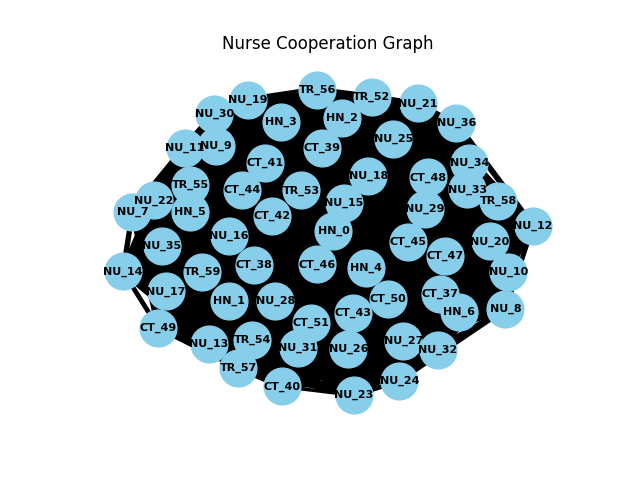 Nurse Cooperation Graph
TR_56
NU_19
TR_52
NU_21
NU_30
HN_2
HN_3
NU_36
NU_25
NU_9
NU_11
CT_39
CT_41
NU_34
NU_18
CT_48
TR_55
CT_44
TR_53
NU_33
NU_22
TR_58
NU_15
NU_7
HN_5
NU_29
CT_42
NU_12
HN_0
NU_16
NU_35
CT_45
NU_20
CT_47
CT_38
CT_46
HN_4
NU_14
TR_59
NU_10
NU_17
CT_37
HN_1
NU_28
CT_50
NU_8
CT_43
HN_6
CT_51
CT_49
NU_13
TR_54
NU_27
NU_31
NU_26
NU_32
TR_57
NU_24
CT_40
NU_23